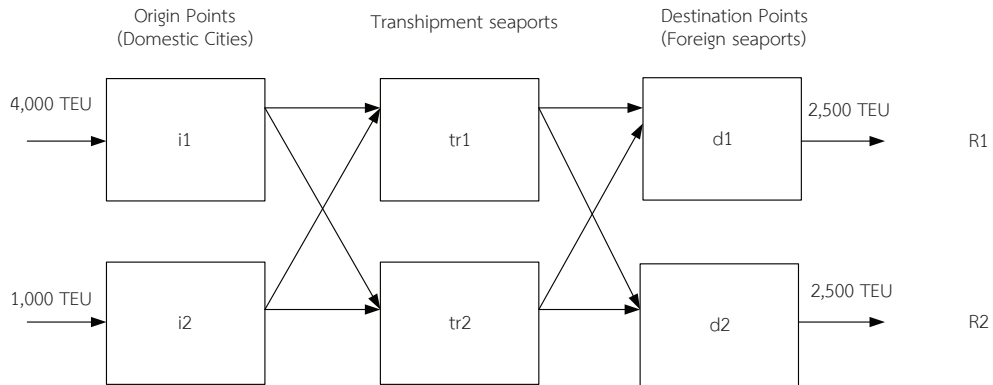 Origin Points
(Domestic Cities)
Transhipment seaports
Destination Points
(Foreign seaports)
4,000 TEU
i1
tr1
d1
2,500 TEU
R1
1,000 TEU
i2
tr2
d2
2,500 TEU
R2